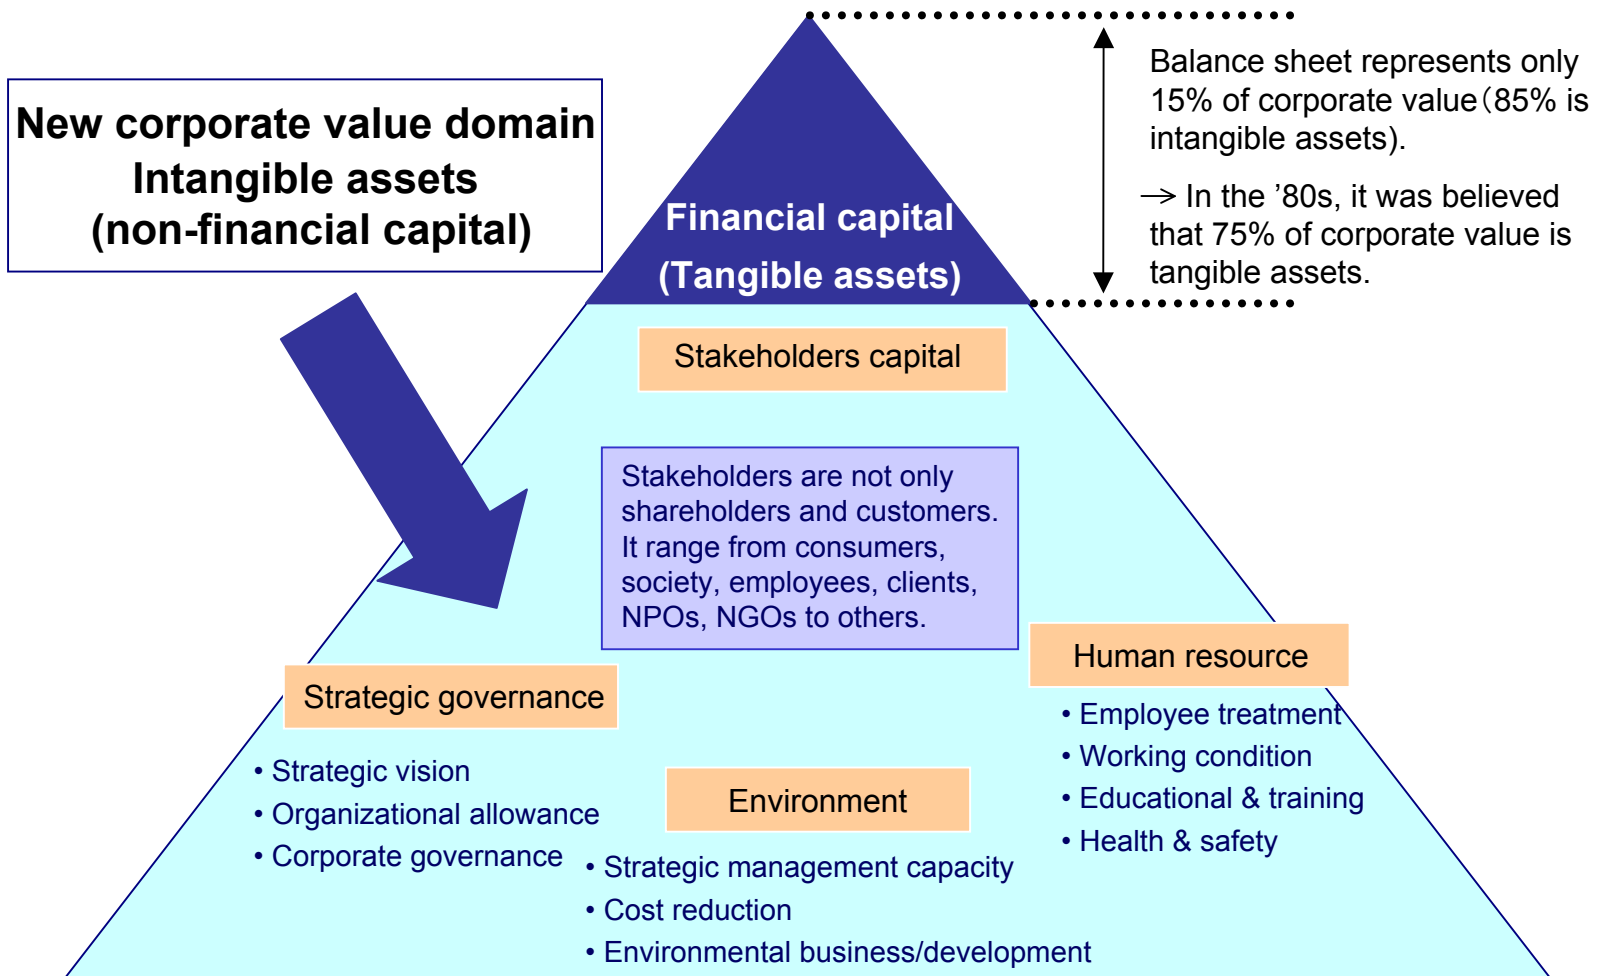 New corporate value domain
Intangible assets
(non-financial capital)
Balance sheet represents only
15% of corporate value(85% is
intangible assets).
→ In the ’80s, it was believed
that 75% of corporate value is
tangible assets.
Financial capital
(Tangible assets)
Stakeholders capital
Stakeholders are not only
shareholders and customers.
It range from consumers,
society, employees, clients,
NPOs, NGOs to others.
Strategic governance
• Strategic vision
• Organizational allowance
• Corporate governance
Environment
• Strategic management capacity
• Cost reduction
• Environmental business/development
Human resource
• Employee treatment
• Working condition
• Educational & training
• Health & safety